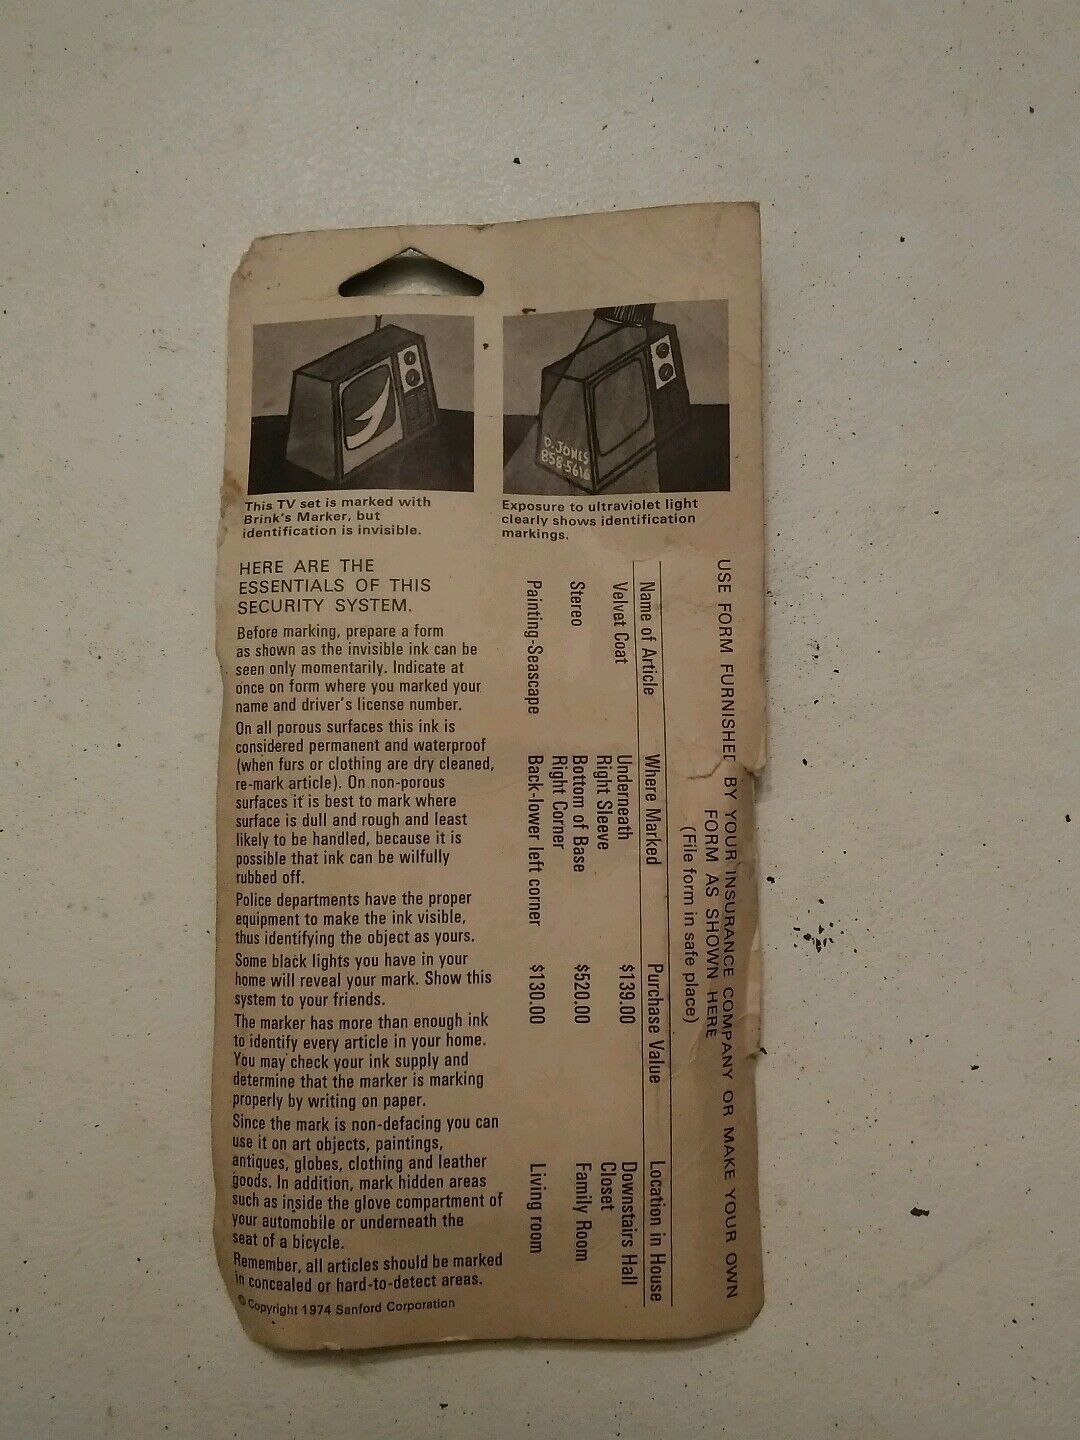 D. JONES
858-561
This TV set is marked with
Brink's Marker, but
identification is invisible.
Exposure to ultraviolet light
clearly shows identification
markings.
HERE ARE THE
ESSENTIALS OF THIS
SECURITY SYSTEM.
Before marking, prepare a form
as shown as the invisible ink can be
seen only momentarily. Indicate at
once on form where you marked your
name and driver's license number.
On all porous surfaces this ink is
considered permanent and waterproof
(when furs or clothing are dry cleaned,
re-mark article). On non-porous
surfaces it is best to mark where
surface is dull and rough and least
likely to be handled, because it is
possible that ink can be wilfully
rubbed off.
Police departments have the proper
equipment to make the ink visible,
thus identifying the object as yours.
Some black lights you have in your
home will reveal your mark. Show this
system to your friends.
The marker has more than enough ink
to identify every article in your home.
You may check your ink supply and
determine that the marker is marking
properly by writing on paper.
Since the mark is non-defacing you can
use it on art objects, paintings,
antiques, globes, clothing and leather
goods. In addition, mark hidden areas
such as inside the glove compartment of
your automobile or underneath the
seat of a bicycle.
Remember, all articles should be marked
in concealed or hard-to-detect areas.
© Copyright 1974 Sanford Corporation
USE FORM FURNISHED BY YOUR INSURANCE COMPANY OR MAKE YOUR OWN
FORM AS SHOWN HERE
(File form in safe place)
Name of Article Where Marked Purchase Value Location in House
Velvet Coat Underneath $139.00 Downstairs Hall
Right Sleeve Closet
Stereo Bottom of Base $520.00 Family Room
Right Corner
Painting-Seascape Back-lower left corner $130.00 Living room